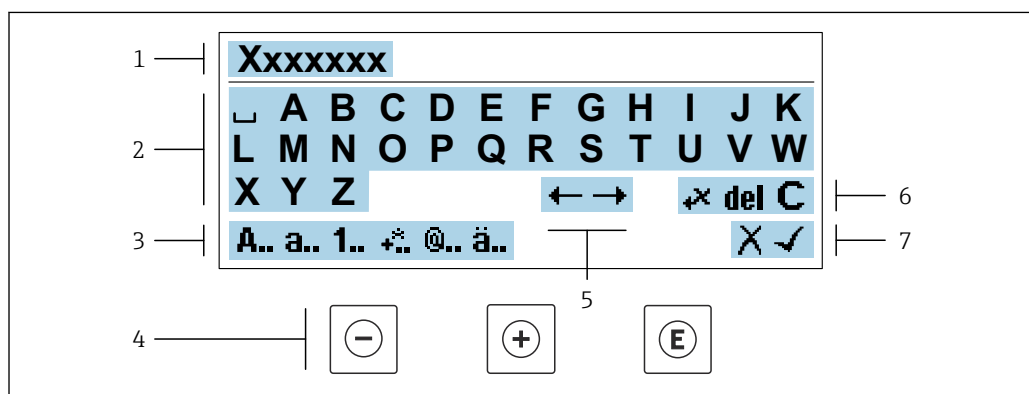 1
Xxxxxxx
2
␣ A B C D E F G H I J K
L M N O P Q R S T U V W
X Y Z ← → ↵x del C
6
3
A.. a.. 1.. +*.. @.. ä..
X ✓
7
5
4
− + E